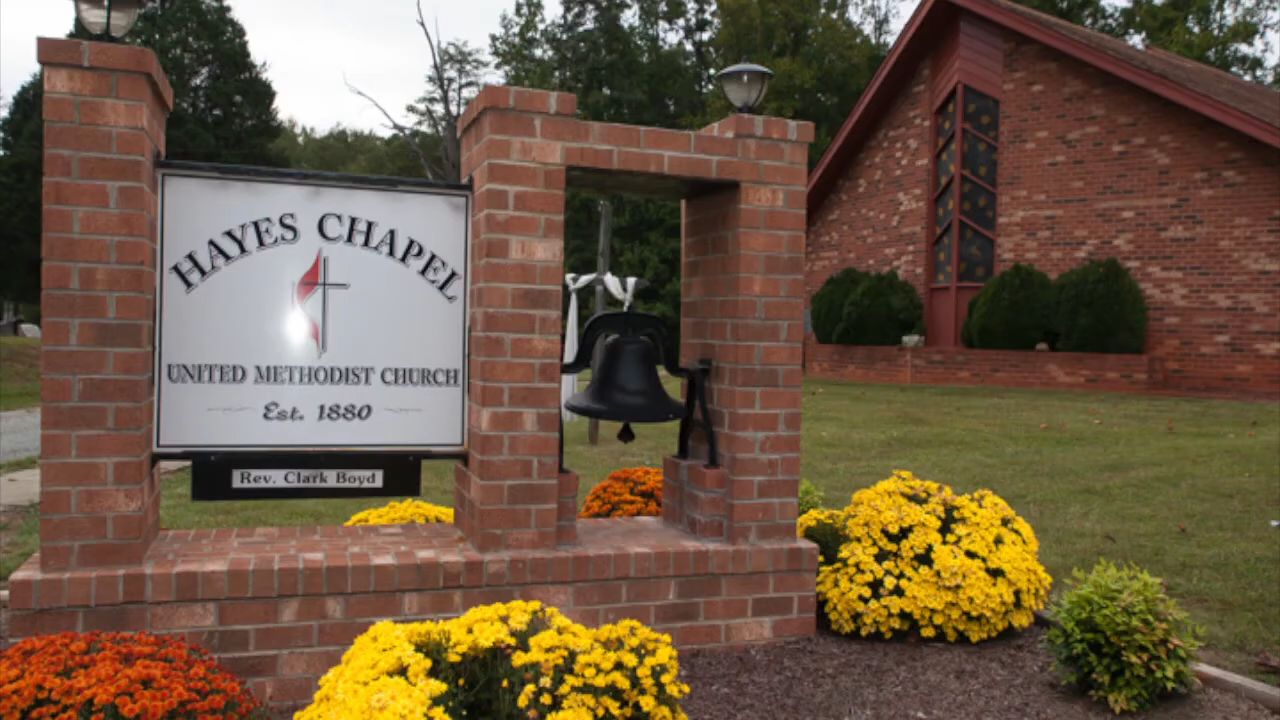 HAYES CHAPEL
UNITED METHODIST CHURCH
Est. 1880
Rev. Clark Boyd